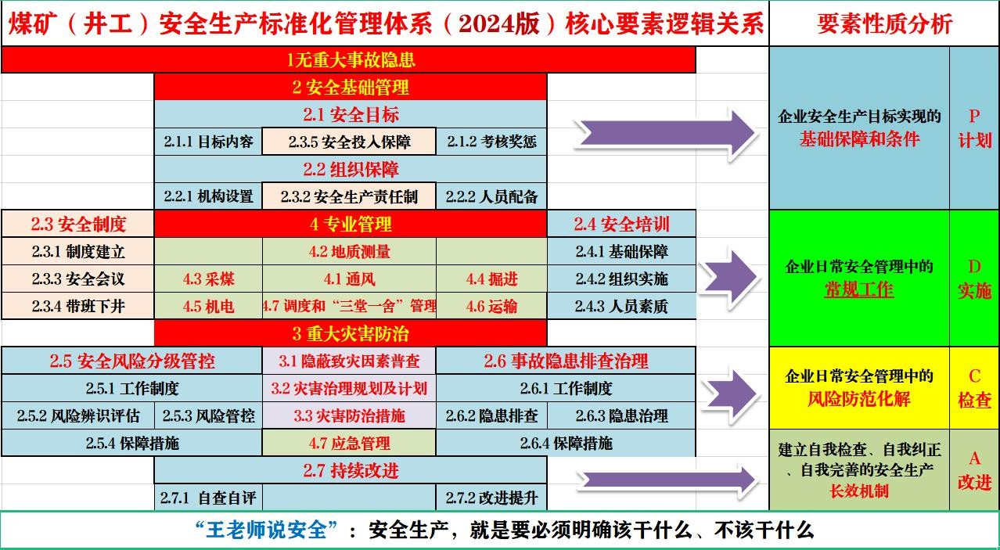 煤矿（井工）安全生产标准化管理体系（2024版）核心要素逻辑关系 要素性质分析
1无重大事故隐患
2 安全基础管理
2.1 安全目标
2.1.1 目标内容 2.3.5 安全投入保障 2.1.2 考核奖惩
企业安全生产目标实现的
基础保障和条件
P
计划
2.2 组织保障
2.2.1 机构设置 2.3.2 安全生产责任制 2.2.2 人员配备
2.3 安全制度 4 专业管理 2.4 安全培训
2.3.1 制度建立 4.2 地质测量 2.4.1 基础保障
2.3.3 安全会议 4.3 采煤 4.1 通风 4.4 掘进 2.4.2 组织实施
2.3.4 带班下井 4.5 机电 4.7 调度和“三堂一舍”管理 4.6 运输 2.4.3 人员素质
企业日常安全管理中的
常规工作
D
实施
3 重大灾害防治
2.5 安全风险分级管控 3.1 隐蔽致灾因素普查 2.6 事故隐患排查治理
2.5.1 工作制度 3.2 灾害治理规划及计划 2.6.1 工作制度
2.5.2 风险辨识评估 2.5.3 风险管控 3.3 灾害防治措施 2.6.2 隐患排查 2.6.3 隐患治理
企业日常安全管理中的
风险防范化解
C
检查
2.5.4 保障措施 4.7 应急管理 2.6.4 保障措施
2.7 持续改进
2.7.1 自查自评 2.7.2 改进提升
建立自我检查、自我纠正
、自我完善的安全生产
长效机制
A
改进
“王老师说安全”：安全生产，就是要必须明确该干什么、不该干什么